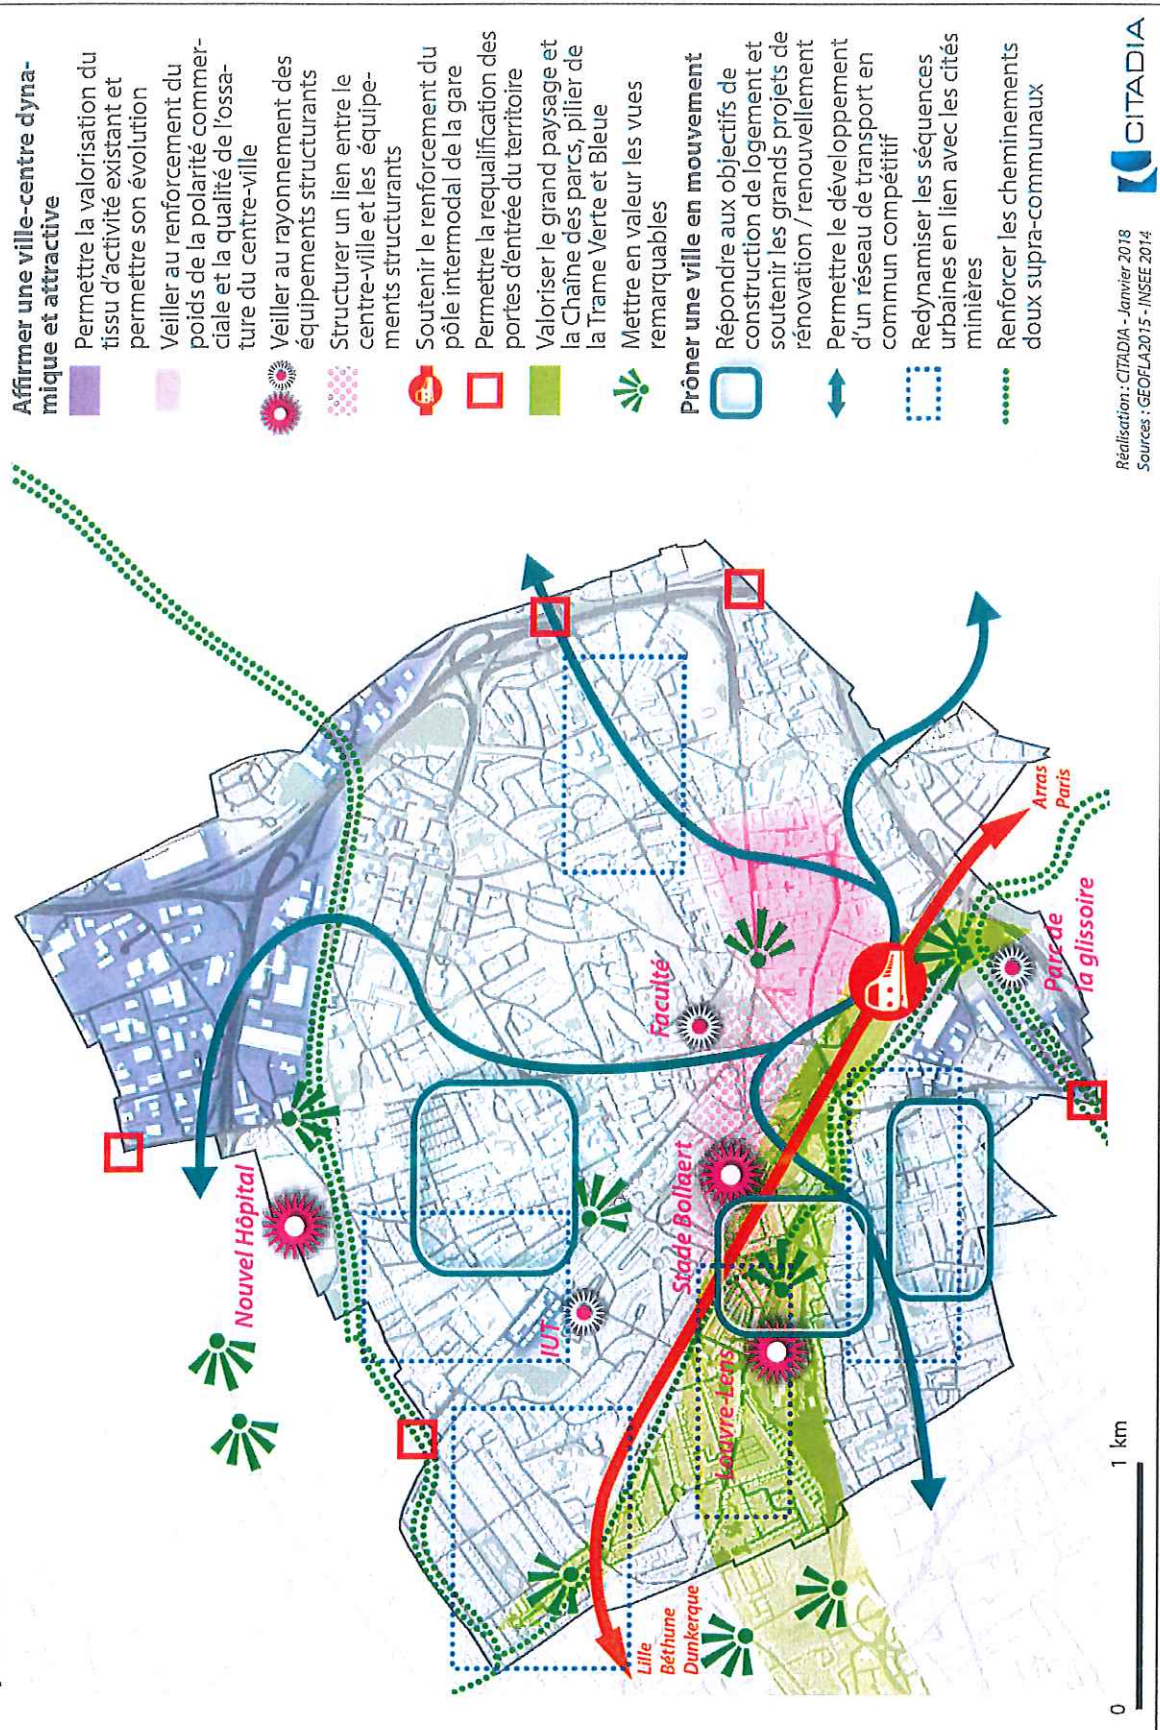 Affirmer une ville-centre dyna-
mique et attractive
Permettre la valorisation du
tissu d'activité existant et
permettre son évolution
Veiller au renforcement du
poids de la polarité commer-
ciale et la qualité de l'ossa-
ture du centre-ville
Veiller au rayonnement des
équipements structurants
Structurer un lien entre le
centre-ville et les équipe-
ments structurants
Soutenir le renforcement du
pôle intermodal de la gare
Permettre la requalification des
portes d'entrée du territoire
Valoriser le grand paysage et
la Chaîne des parcs, pilier de
la Trame Verte et Bleue
Mettre en valeur les vues
remarquables
Prôner une ville en mouvement
Répondre aux objectifs de
construction de logement et
soutenir les grands projets de
rénovation / renouvellement
Permettre le développement
d'un réseau de transport en
commun compétitif
Redynamiser les séquences
urbaines en lien avec les cités
minières
Renforcer les cheminements
doux supra-communaux
Nouvel Hôpital
IUT
Faculté
Stade Bollaert
Louvre-Lens
Lille
Béthune
Dunkerque
Arras
Paris
Parc de
la glissoire
0 1 km
Réalisation : CITADIA - Janvier 2018
Sources : GEOFLA2015 - INSEE 2014
CITADIA